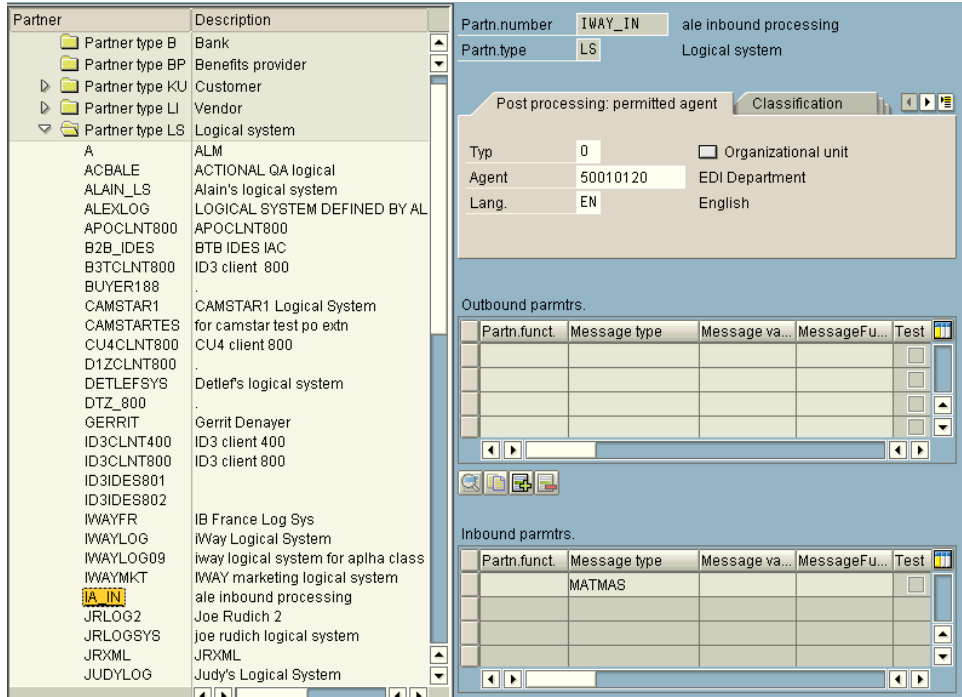 Partner Description
Partner type B Bank
Partner type BP Benefits provider
Partner type KU Customer
Partner type LI Vendor
Partner type LS Logical system
A ALM
ACBALE ACTIONAL QA logical
ALAIN_LS Alain's logical system
ALEXLOG LOGICAL SYSTEM DEFINED BY AL
APOCLNT800 APOCLNT800
B2B_IDES BTB IDES IAC
B3TCLNT800 ID3 client 800
BUYER188 .
CAMSTAR1 CAMSTAR1 Logical System
CAMSTARTES for camstar test po extn
CU4CLNT800 CU4 client 800
D1ZCLNT800 .
DETLEFSYS Detlef's logical system
DTZ_800 .
GERRIT Gerrit Denayer
ID3CLNT400 ID3 client 400
ID3CLNT800 ID3 client 800
ID3IDES801
ID3IDES802
IWAYFR IB France Log Sys
IWAYLOG iWay Logical System
IWAYLOG09 iway logical system for aplha class
IWAYMKT IWAY marketing logical system
IA_IN ale inbound processing
JRLOG2 Joe Rudich 2
JRLOGSYS joe rudich logical system
JRXML JRXML
JUDYLOG Judy's Logical System
Partn.number IWAY_IN ale inbound processing
Partn.type LS Logical system
Post processing: permitted agent Classification
Typ O Organizational unit
Agent 50010120 EDI Department
Lang. EN English
Outbound parmtrs.
Partn.funct. Message type Message va... MessageFu... Test
Inbound parmtrs.
Partn.funct. Message type Message va... MessageFu... Test
MATMAS